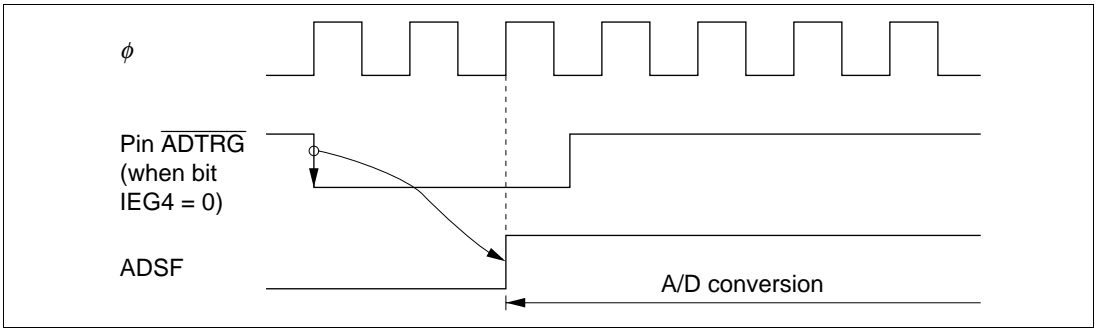 ϕ
Pin ADTRG
(when bit
IEG4 = 0)
ADSF
A/D conversion